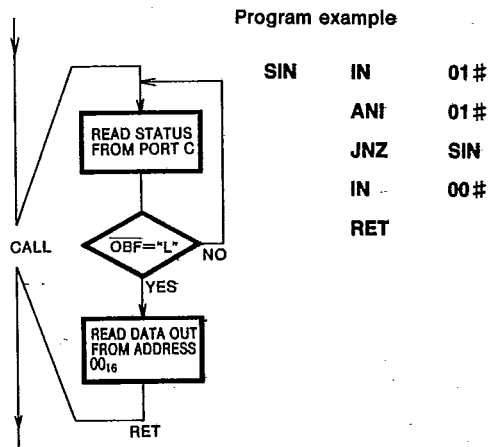 Program example
SIN IN 01#
ANI 01#
JNZ SIN
IN 00#
RET
READ STATUS
FROM PORT C
CALL
O̅B̅F̅="L"
NO
YES
READ DATA OUT
FROM ADDRESS
00₁₆
RET